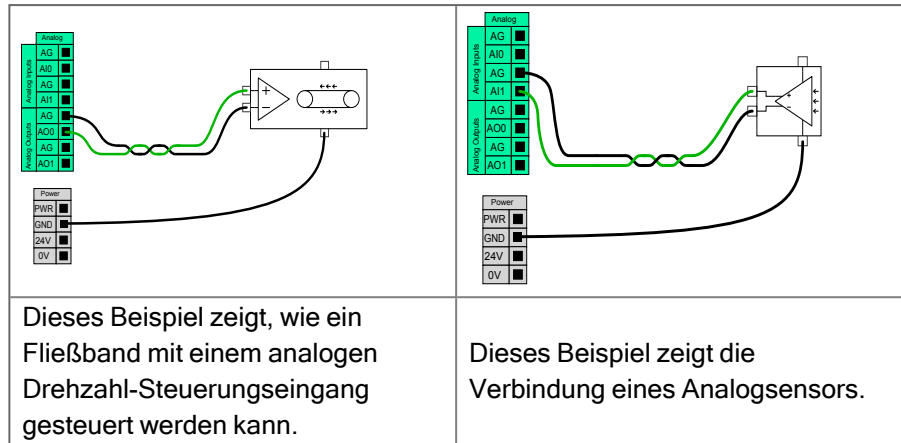 Analog
Analog Inputs
AG
AI0
AG
AI1
Analog Outputs
AG
AO0
AG
AO1
Power
PWR
GND
24V
0V
+
−
Analog
Analog Inputs
AG
AI0
AG
AI1
Analog Outputs
AG
AO0
AG
AO1
Power
PWR
GND
24V
0V
+
−
Dieses Beispiel zeigt, wie ein
Fließband mit einem analogen
Drehzahl-Steuerungseingang
gesteuert werden kann.
Dieses Beispiel zeigt die
Verbindung eines Analogsensors.